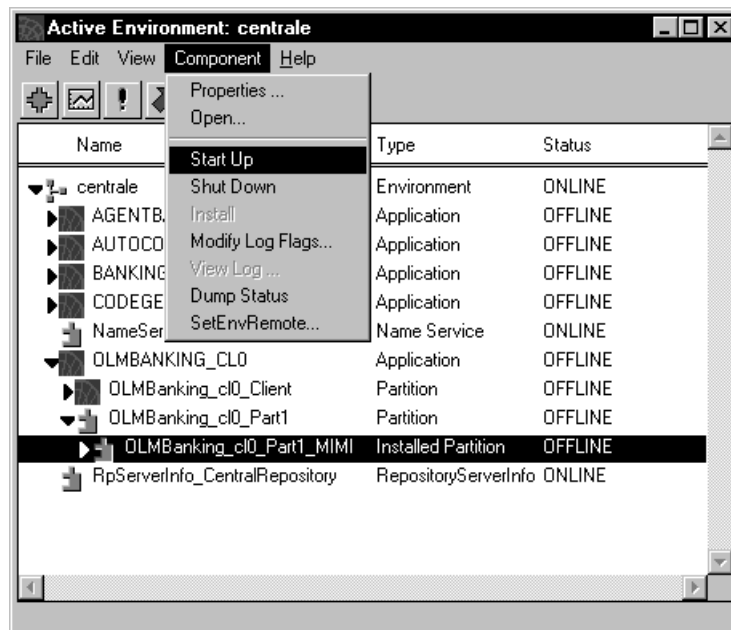 Active Environment: centrale
File Edit View Component Help
Properties ...
Open...
Start Up
Shut Down
Install
Modify Log Flags...
View Log ...
Dump Status
SetEnvRemote...
Name Type Status
centrale Environment ONLINE
AGENTB Application OFFLINE
AUTOCO Application OFFLINE
BANKING Application OFFLINE
CODEGE Application OFFLINE
NameSer Name Service ONLINE
OLMBANKING_CL0 Application OFFLINE
OLMBanking_cl0_Client Partition OFFLINE
OLMBanking_cl0_Part1 Partition OFFLINE
OLMBanking_cl0_Part1_MIMI Installed Partition OFFLINE
RpServerInfo_CentralRepository RepositoryServerInfo ONLINE